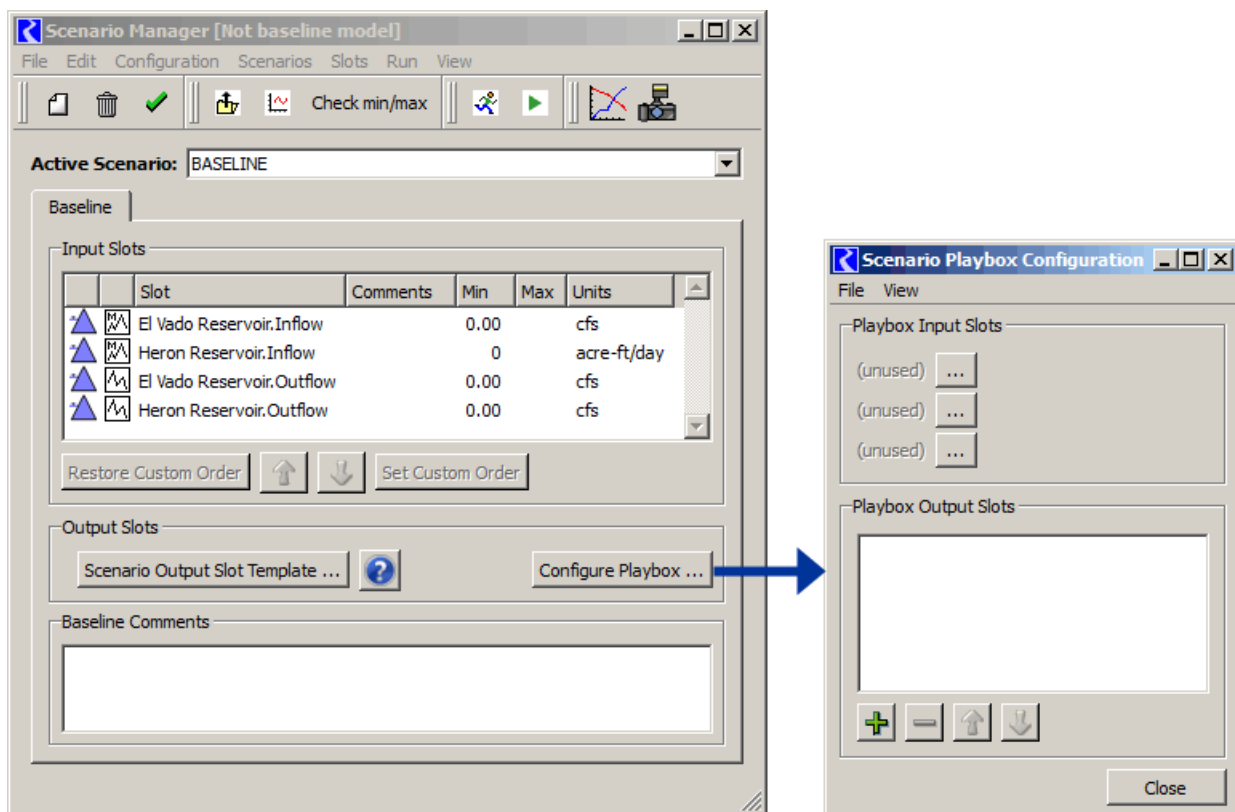 Scenario Manager [Not baseline model]
File Edit Configuration Scenarios Slots Run View
Check min/max
Active Scenario: BASELINE
Baseline
Input Slots
Slot Comments Min Max Units
El Vado Reservoir.Inflow 0.00 cfs
Heron Reservoir.Inflow 0 acre-ft/day
El Vado Reservoir.Outflow 0.00 cfs
Heron Reservoir.Outflow 0.00 cfs
Restore Custom Order Set Custom Order
Output Slots
Scenario Output Slot Template ... ? Configure Playbox ...
Baseline Comments
Scenario Playbox Configuration
File View
Playbox Input Slots
(unused) ...
(unused) ...
(unused) ...
Playbox Output Slots
Close